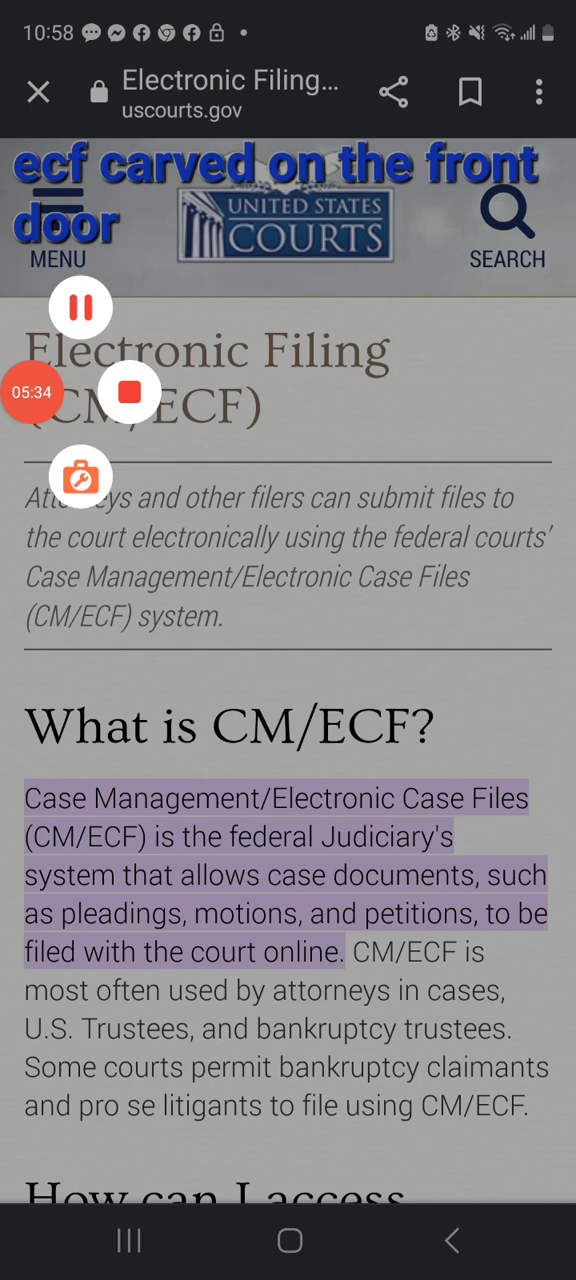 10:58
Electronic Filing...
uscourts.gov
ecf carved on the front
door
UNITED STATES
COURTS
MENU
SEARCH
Electronic Filing
05:34
(CM/ECF)
Attorneys and other filers can submit files to
the court electronically using the federal courts’
Case Management/Electronic Case Files
(CM/ECF) system.
What is CM/ECF?
Case Management/Electronic Case Files
(CM/ECF) is the federal Judiciary's
system that allows case documents, such
as pleadings, motions, and petitions, to be
filed with the court online. CM/ECF is
most often used by attorneys in cases,
U.S. Trustees, and bankruptcy trustees.
Some courts permit bankruptcy claimants
and pro se litigants to file using CM/ECF.
How can I access